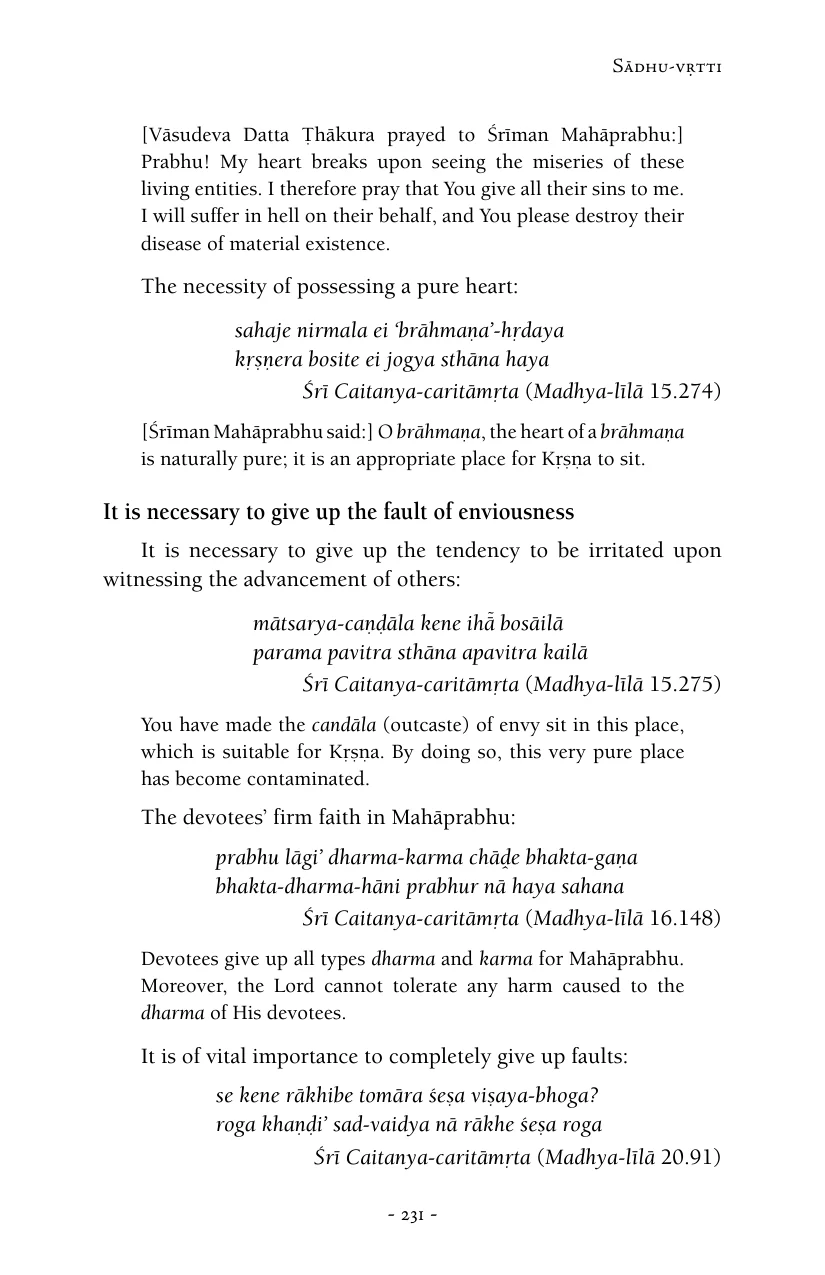 Sādhu-vṛtti
[Vāsudeva Datta Ṭhākura prayed to Śrīman Mahāprabhu:]
Prabhu! My heart breaks upon seeing the miseries of these
living entities. I therefore pray that You give all their sins to me.
I will suffer in hell on their behalf, and You please destroy their
disease of material existence.
The necessity of possessing a pure heart:
sahaje nirmala ei ‘brāhmaṇa’-hṛdaya
kṛṣṇera bosite ei jogya sthāna haya
Śrī Caitanya-caritāmṛta (Madhya-līlā 15.274)
[Śrīman Mahāprabhu said:] O brāhmaṇa, the heart of a brāhmaṇa
is naturally pure; it is an appropriate place for Kṛṣṇa to sit.
It is necessary to give up the fault of enviousness
It is necessary to give up the tendency to be irritated upon
witnessing the advancement of others:
mātsarya-caṇḍāla kene ihā̃ bosāilā
parama pavitra sthāna apavitra kailā
Śrī Caitanya-caritāmṛta (Madhya-līlā 15.275)
You have made the candāla (outcaste) of envy sit in this place,
which is suitable for Kṛṣṇa. By doing so, this very pure place
has become contaminated.
The devotees’ firm faith in Mahāprabhu:
prabhu lāgi’ dharma-karma chāḓe bhakta-gaṇa
bhakta-dharma-hāni prabhur nā haya sahana
Śrī Caitanya-caritāmṛta (Madhya-līlā 16.148)
Devotees give up all types dharma and karma for Mahāprabhu.
Moreover, the Lord cannot tolerate any harm caused to the
dharma of His devotees.
It is of vital importance to completely give up faults:
se kene rākhibe tomāra śeṣa viṣaya-bhoga?
roga khaṇḍi’ sad-vaidya nā rākhe śeṣa roga
Śrī Caitanya-caritāmṛta (Madhya-līlā 20.91)
- 231 -